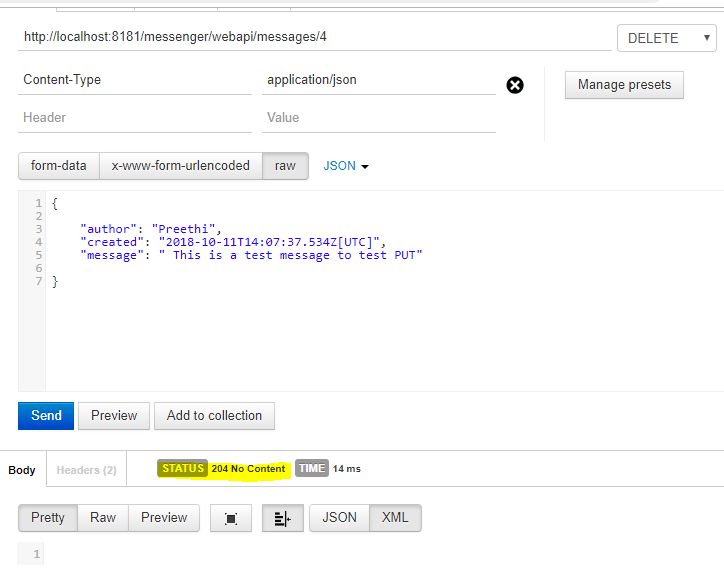 http://localhost:8181/messenger/webapi/messages/4 DELETE
Content-Type application/json Manage presets
Header Value
form-data x-www-form-urlencoded raw JSON
1 {
2
3 "author": "Preethi",
4 "created": "2018-10-11T14:07:37.534Z[UTC]",
5 "message": " This is a test message to test PUT"
6
7 }
Send Preview Add to collection
Body Headers (2) STATUS 204 No Content TIME 14 ms
Pretty Raw Preview JSON XML
1